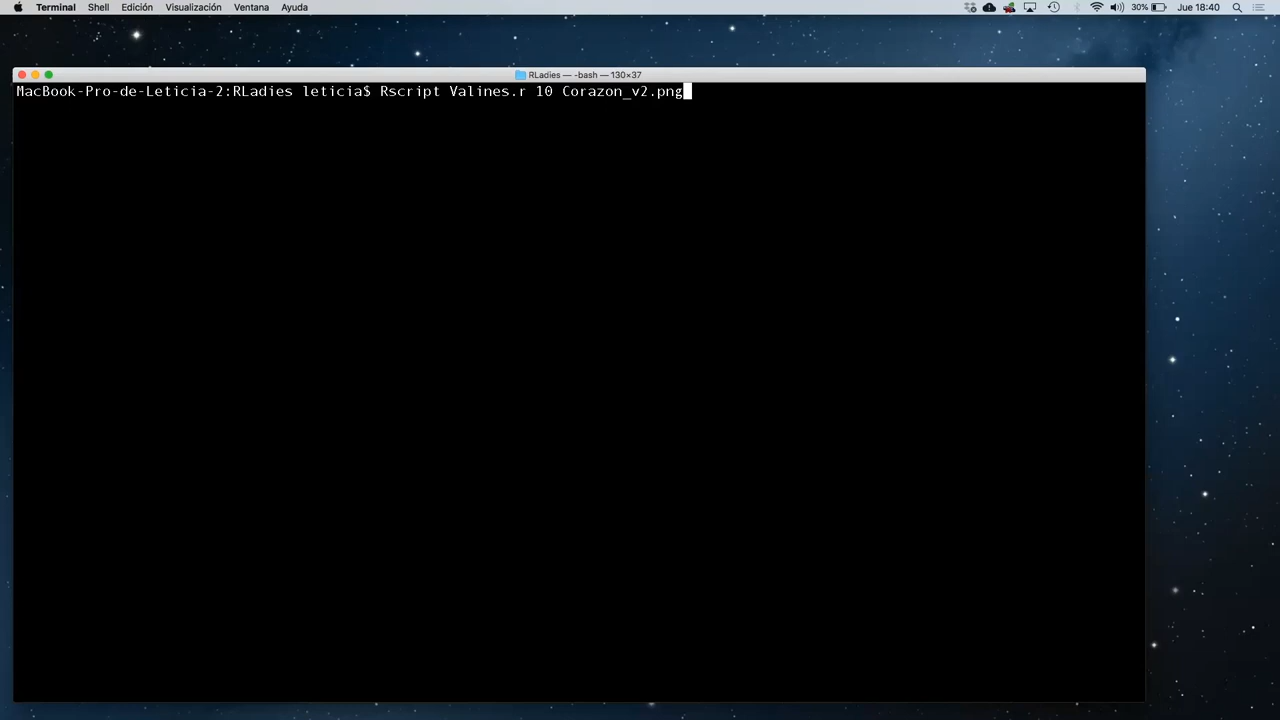 Terminal Shell Edición Visualización Ventana Ayuda 30% Jue 18:40
RLadies — -bash — 130×37
MacBook-Pro-de-Leticia-2:RLadies leticia$ Rscript Valines.r 10 Corazon_v2.png